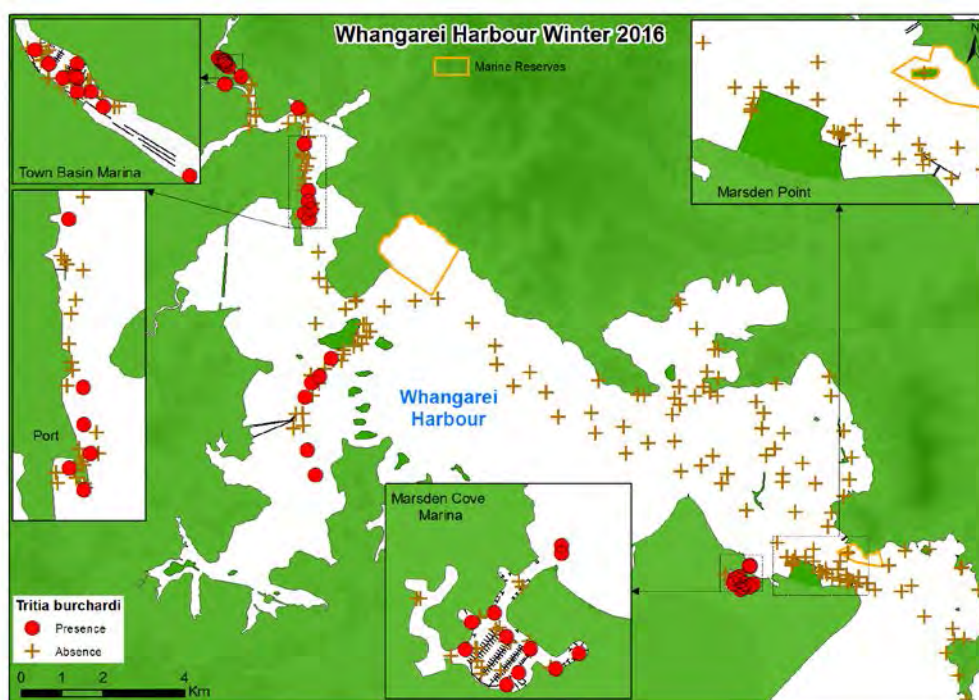 Whangarei Harbour Winter 2016
Marine Reserves
N
Town Basin Marina
Marsden Point
Port
Whangarei
Harbour
Marsden Cove
Marina
Tritia burchardi
Presence
Absence
0 1 2 4
Km